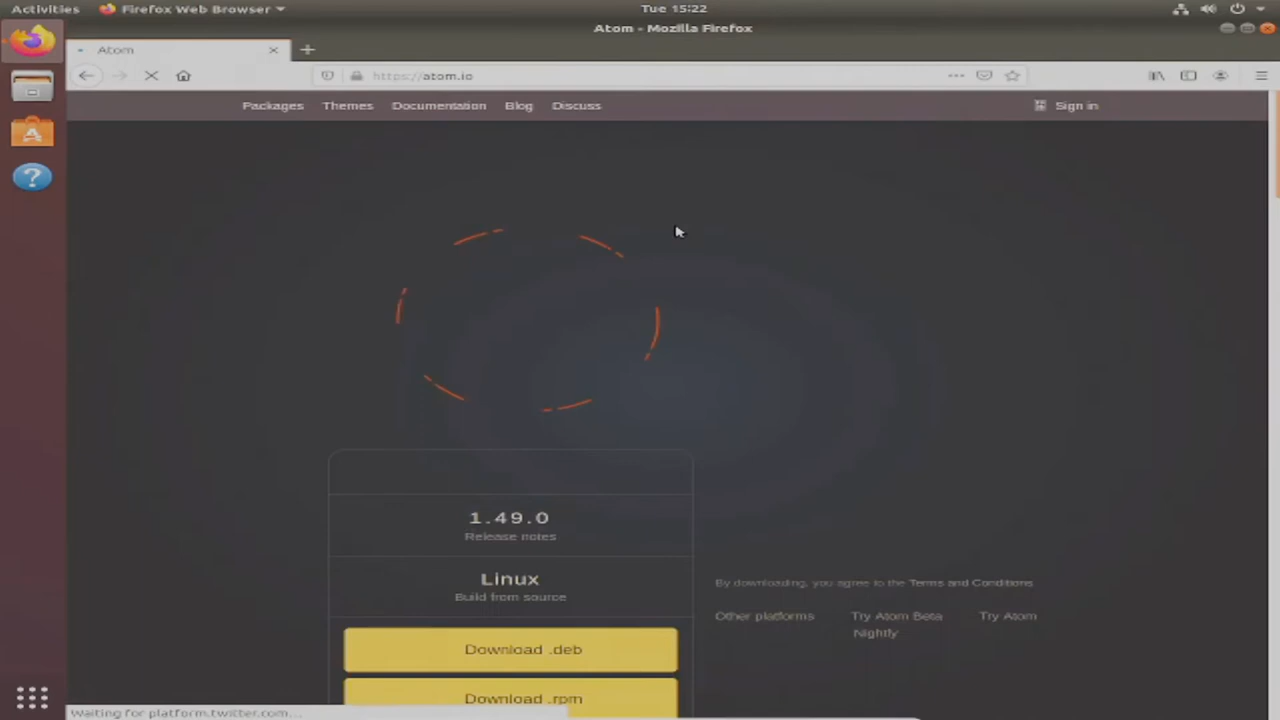 Activities Firefox Web Browser Tue 15:22
Atom - Mozilla Firefox
Atom
https://atom.io
Packages Themes Documentation Blog Discuss Sign in
1.49.0
Release notes
Linux
Build from source
By downloading, you agree to the Terms and Conditions
Other platforms Try Atom Beta Try Atom
Nightly
Download .deb
Download .rpm
Waiting for platform.twitter.com...